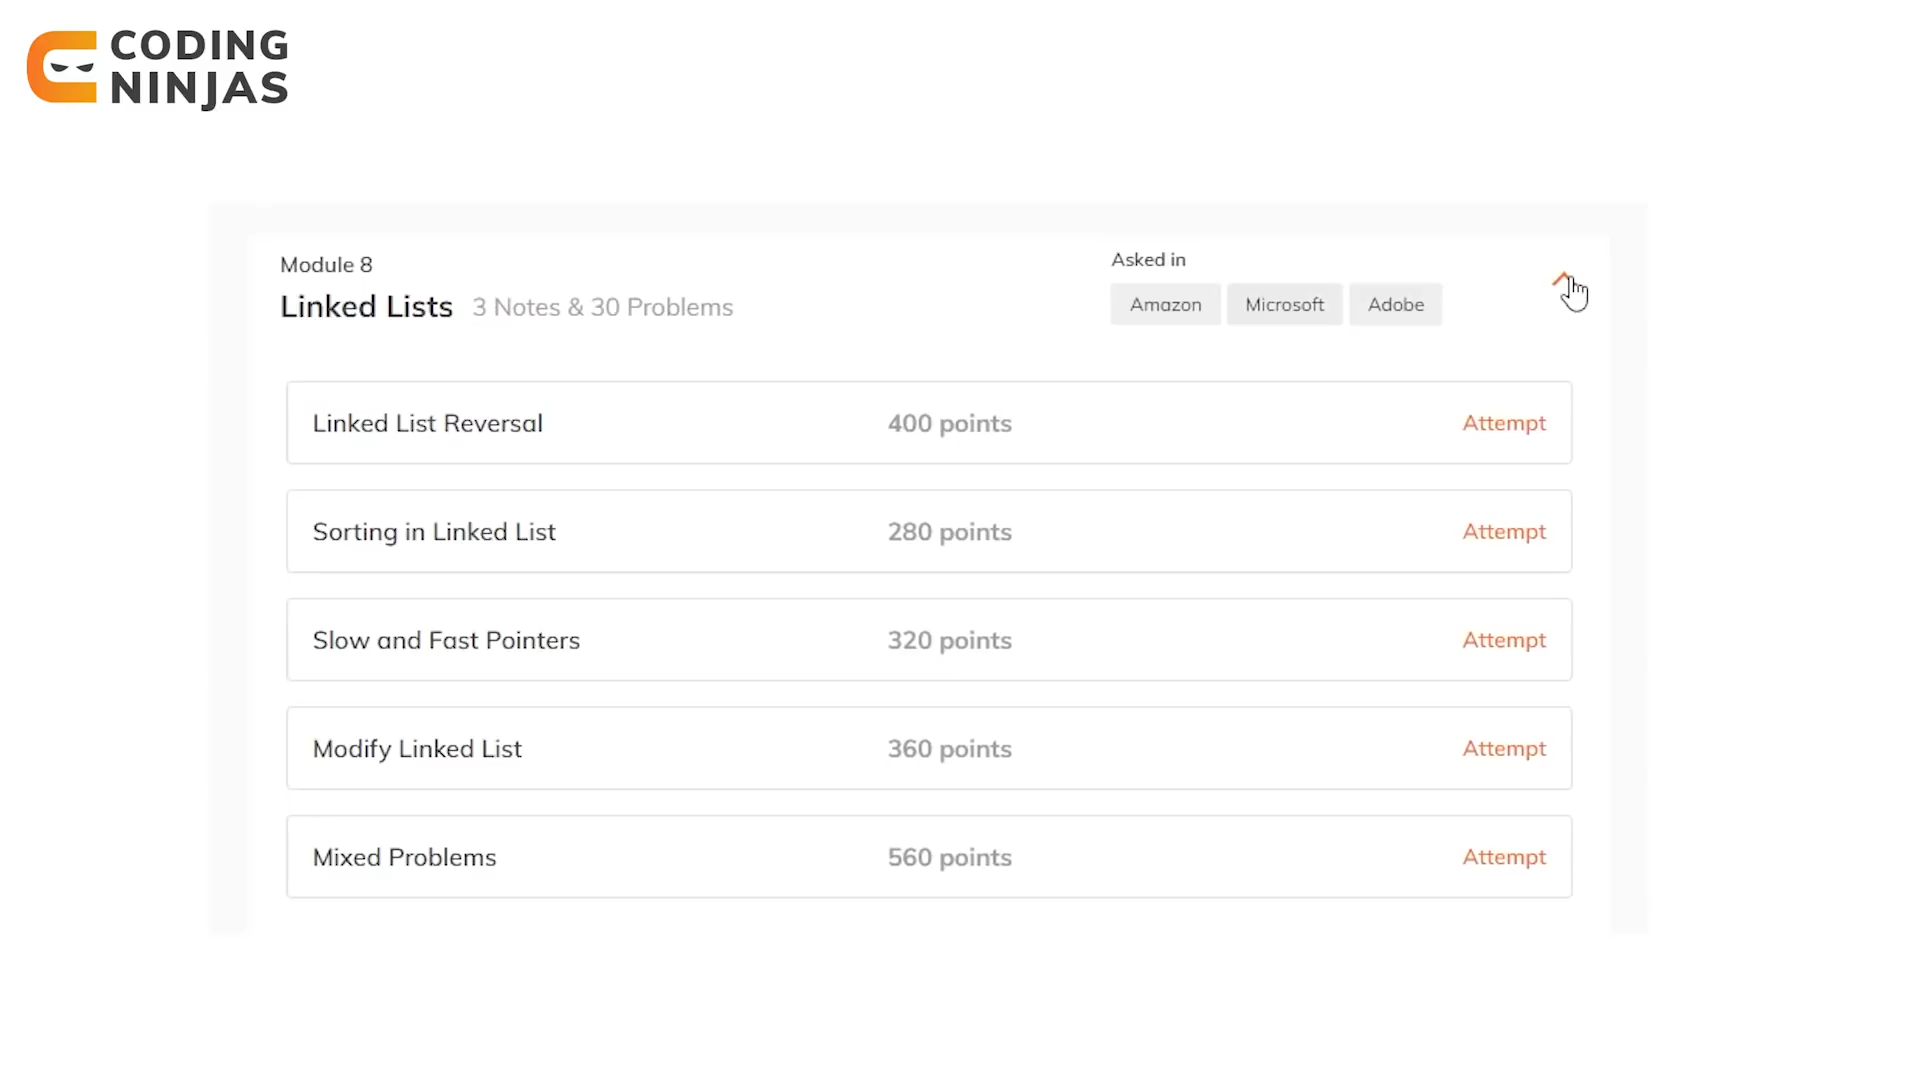 CODING
NINJAS
Module 8
Linked Lists 3 Notes & 30 Problems
Asked in
Amazon Microsoft Adobe
Linked List Reversal 400 points Attempt
Sorting in Linked List 280 points Attempt
Slow and Fast Pointers 320 points Attempt
Modify Linked List 360 points Attempt
Mixed Problems 560 points Attempt